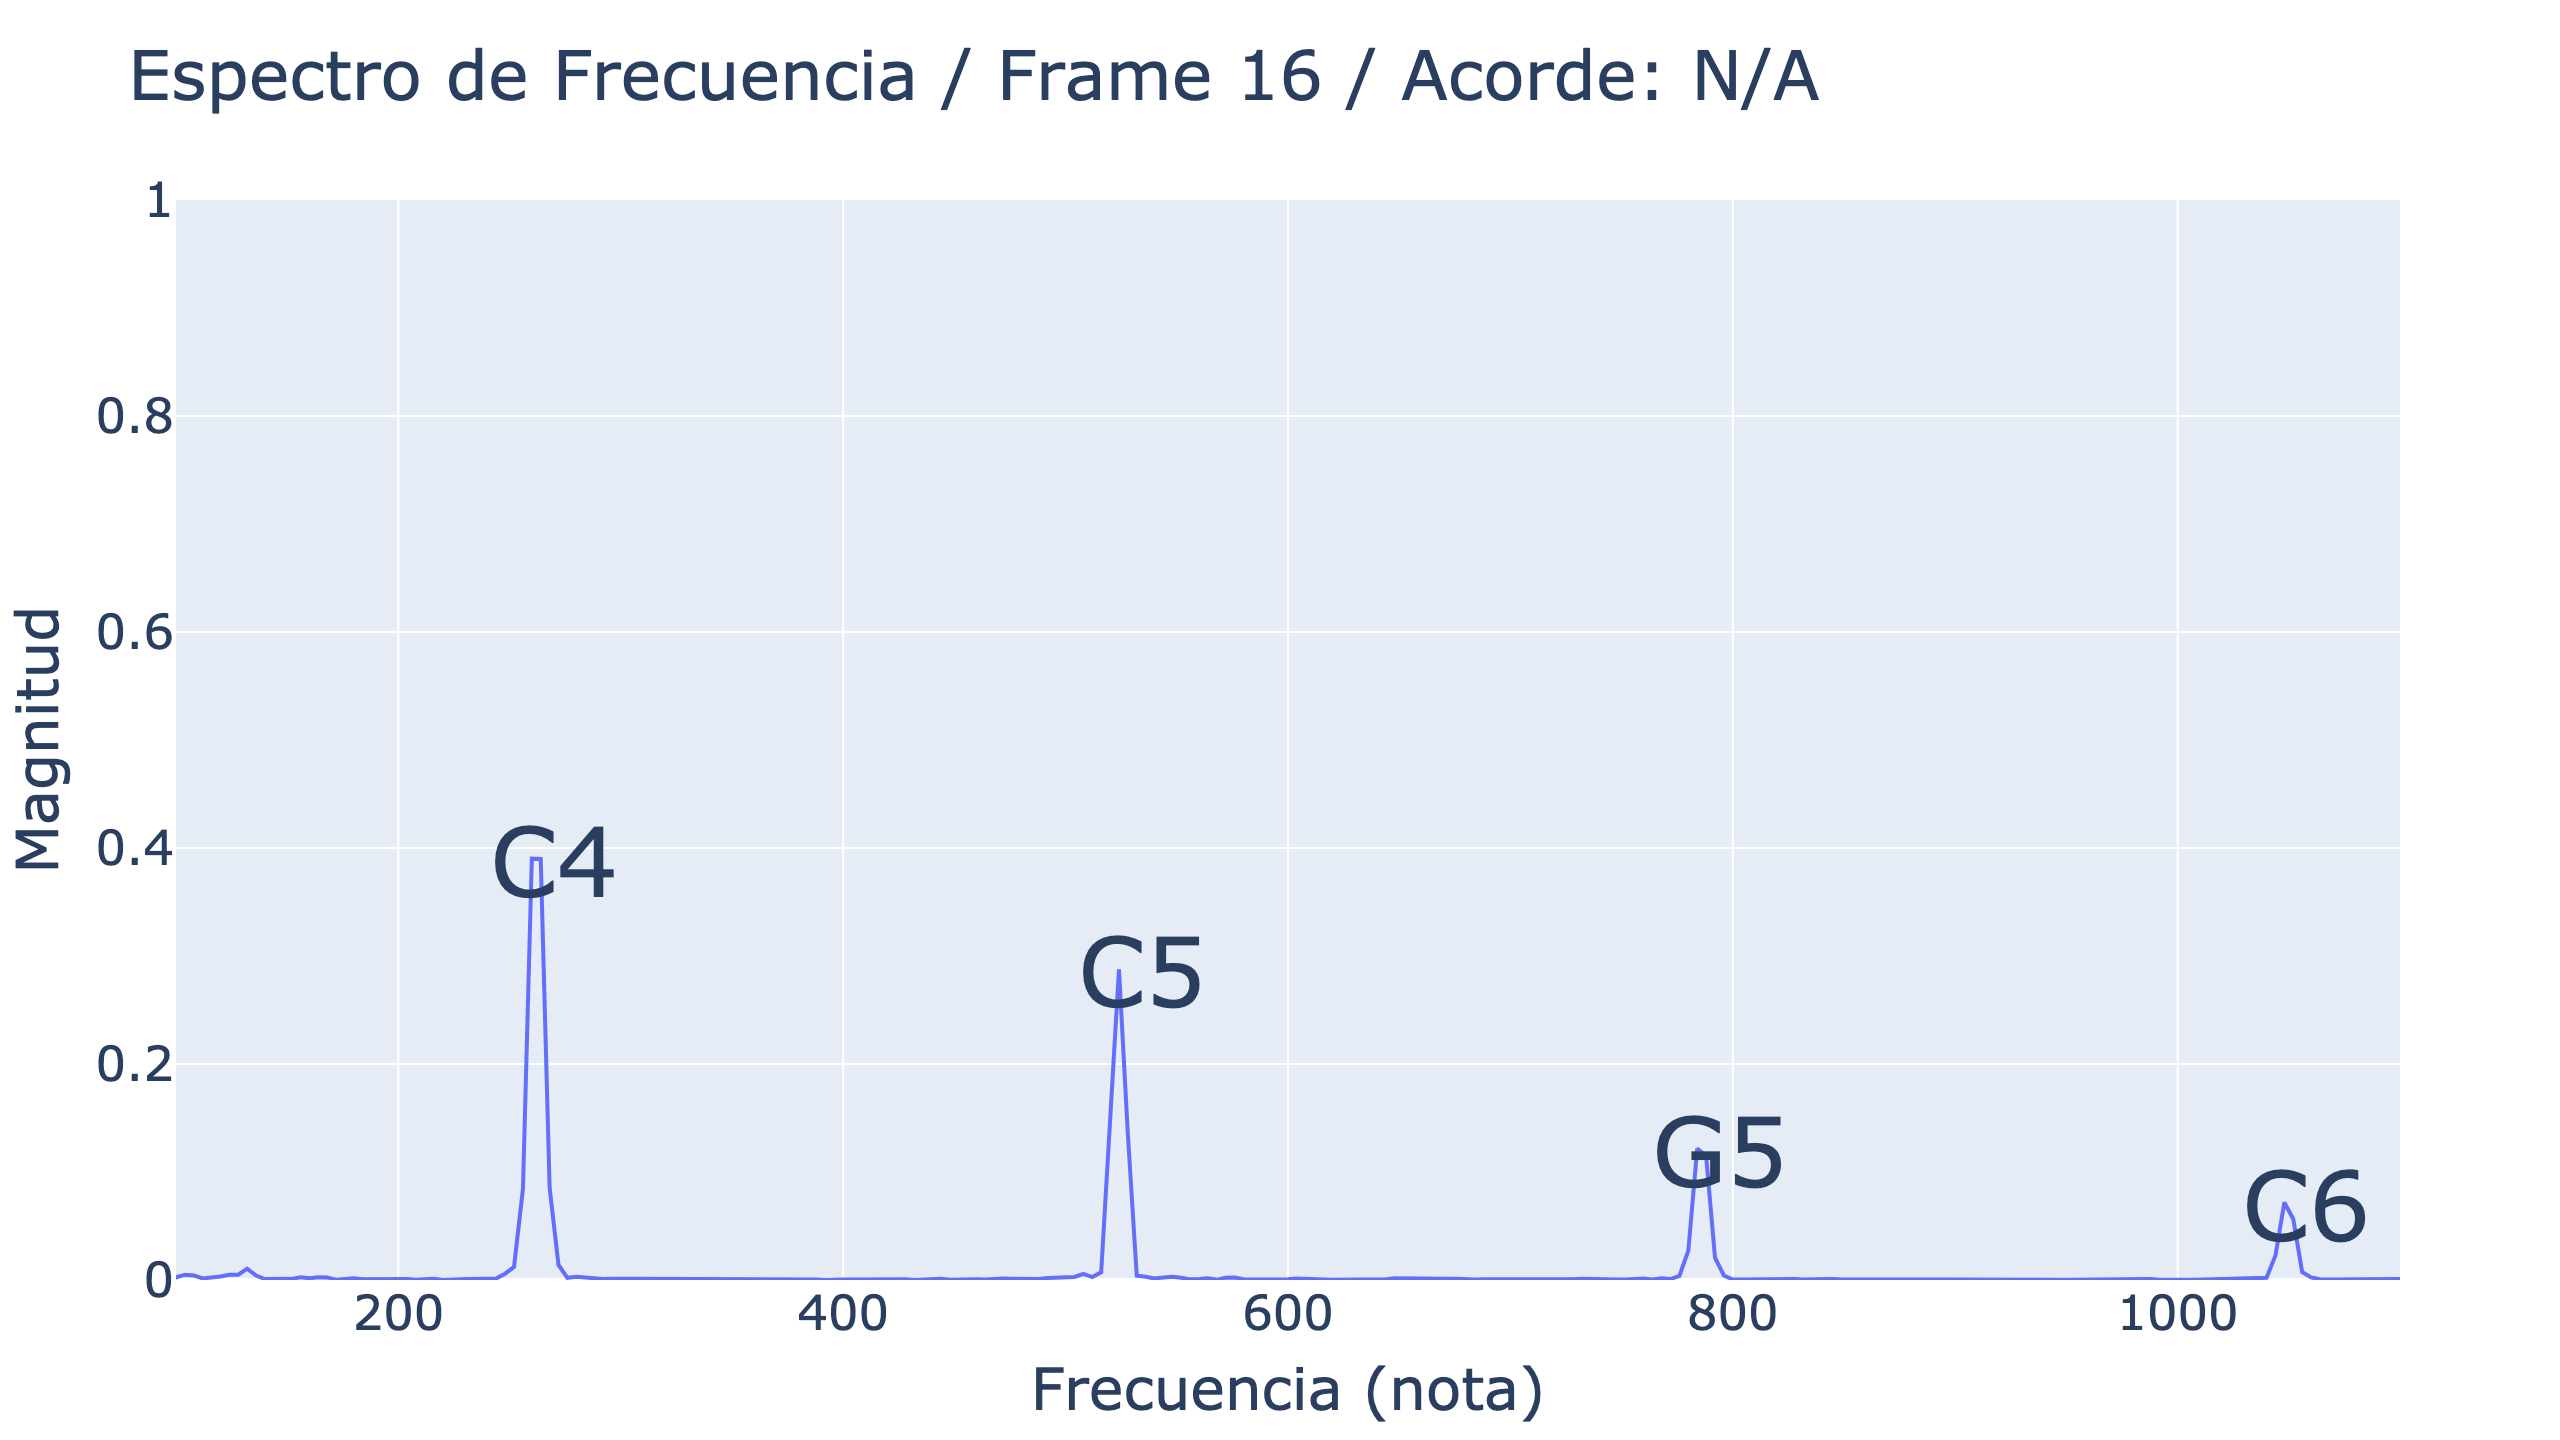 Espectro de Frecuencia / Frame 16 / Acorde: N/A
1
0.8
0.6
0.4
0.2
0
Magnitud
C4
C5
G5
C6
200 400 600 800 1000
Frecuencia (nota)